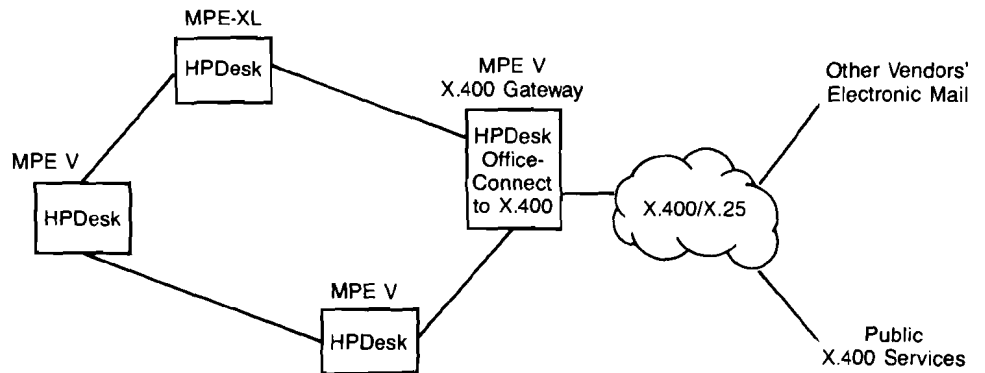 MPE-XL
HPDesk
MPE V
X.400 Gateway
HPDesk
Office-
Connect
to X.400
Other Vendors'
Electronic Mail
MPE V
HPDesk
X.400/X.25
MPE V
HPDesk
Public
X.400 Services